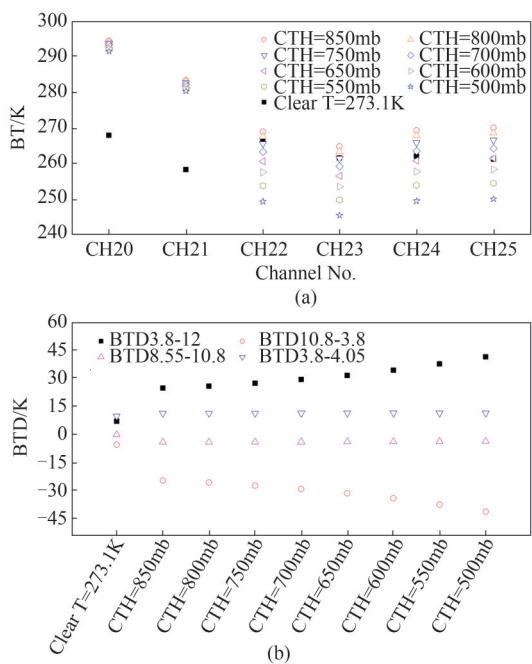 300
290
280
270
260
250
240
BT/K
CTH=850mb CTH=800mb
CTH=750mb CTH=700mb
CTH=650mb CTH=600mb
CTH=550mb CTH=500mb
Clear T=273.1K
CH20 CH21 CH22 CH23 CH24 CH25
Channel No.
(a)
60
45
30
15
0
−15
−30
−45
BTD/K
BTD3.8-12 BTD10.8-3.8
BTD8.55-10.8 BTD3.8-4.05
Clear T=273.1K
CTH=850mb
CTH=800mb
CTH=750mb
CTH=700mb
CTH=650mb
CTH=600mb
CTH=550mb
CTH=500mb
(b)